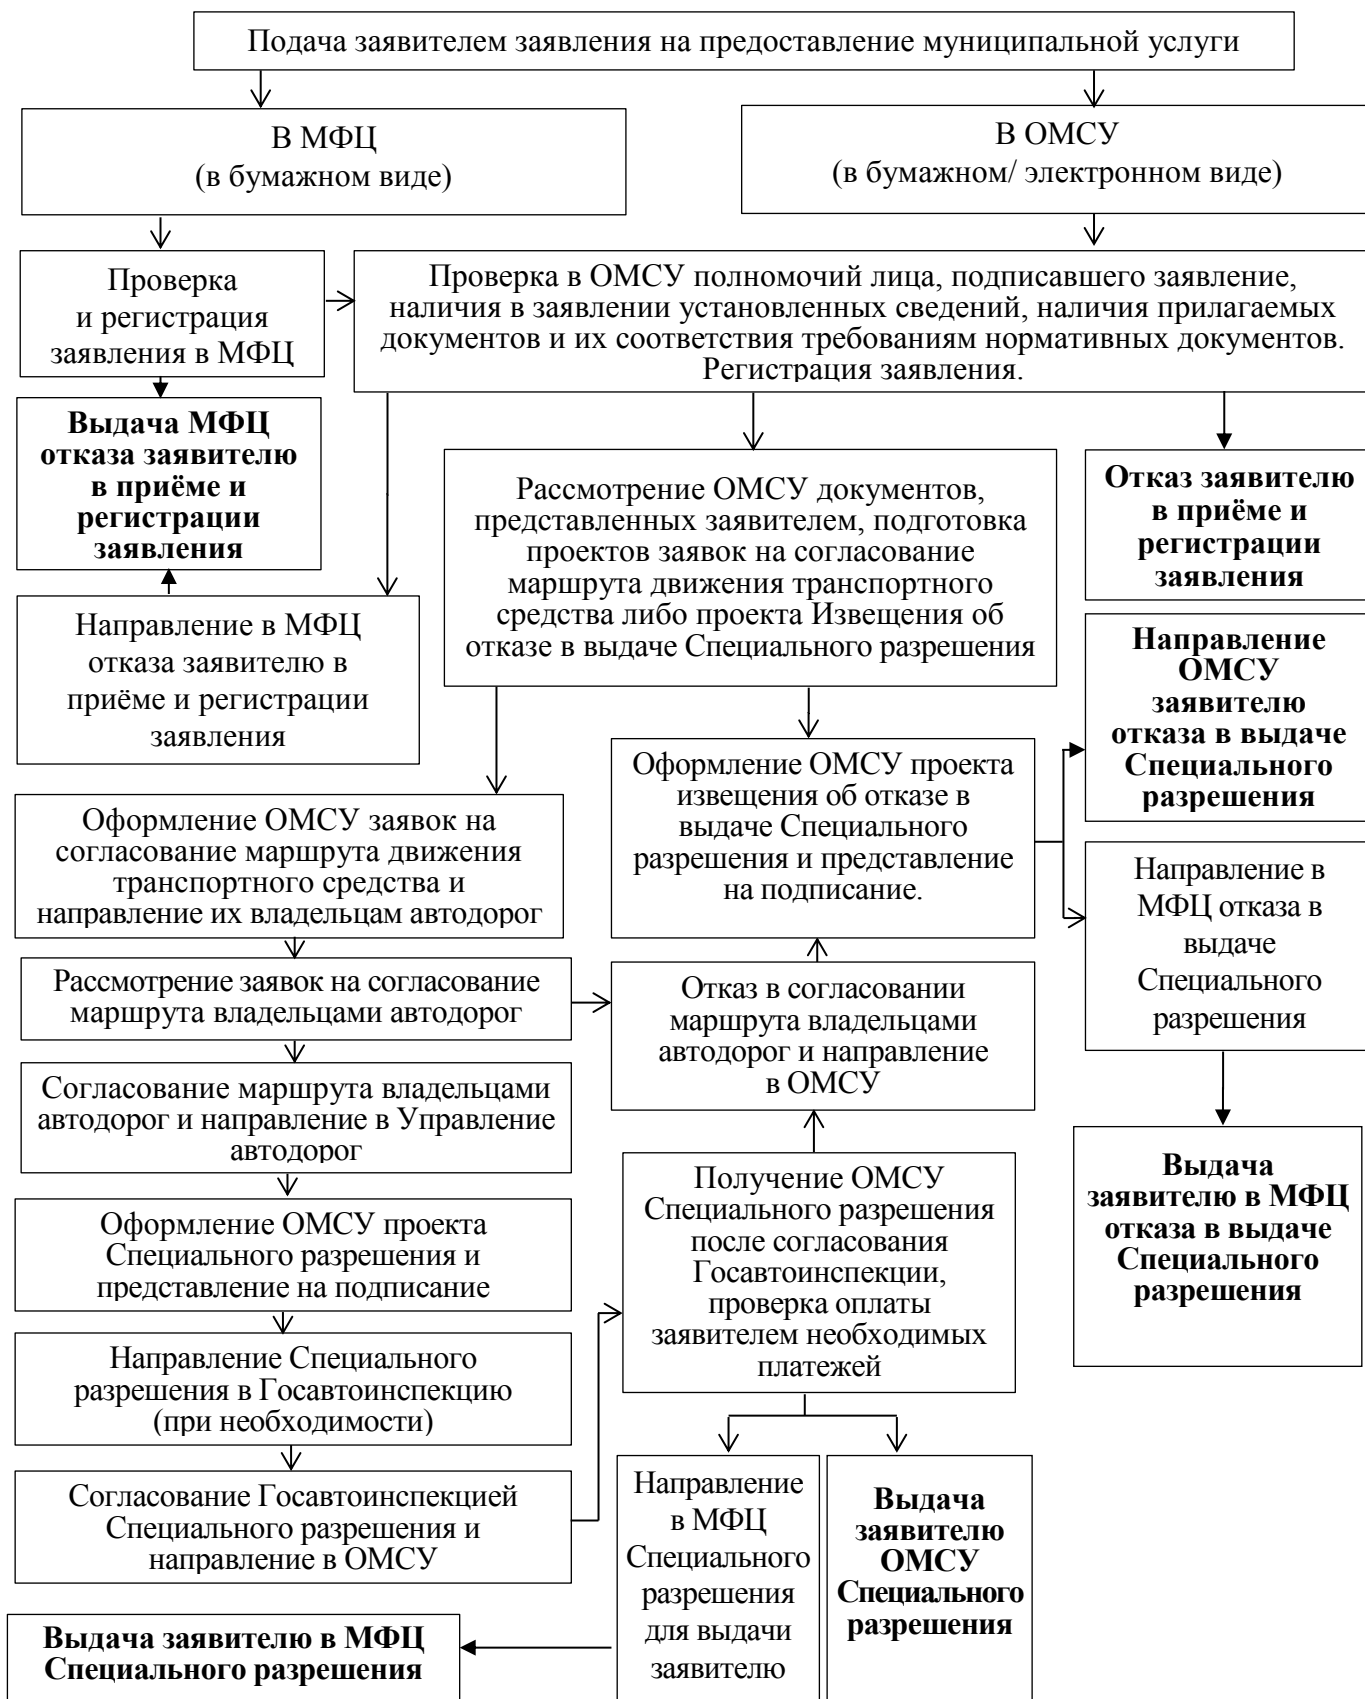 Подача заявителем заявления на предоставление муниципальной услуги
В МФЦ
(в бумажном виде)
В ОМСУ
(в бумажном/ электронном виде)
Проверка
и регистрация
заявления в МФЦ
Проверка в ОМСУ полномочий лица, подписавшего заявление,
наличия в заявлении установленных сведений, наличия прилагаемых
документов и их соответствия требованиям нормативных документов.
Регистрация заявления.
Выдача МФЦ
отказа заявителю
в приёме и
регистрации
заявления
Рассмотрение ОМСУ документов,
представленных заявителем, подготовка
проектов заявок на согласование
маршрута движения транспортного
средства либо проекта Извещения об
отказе в выдаче Специального разрешения
Отказ заявителю
в приёме и
регистрации
заявления
Направление в МФЦ
отказа заявителю в
приёме и регистрации
заявления
Направление
ОМСУ
заявителю
отказа в выдаче
Специального
разрешения
Оформление ОМСУ проекта
извещения об отказе в
выдаче Специального
разрешения и представление
на подписание.
Оформление ОМСУ заявок на
согласование маршрута движения
транспортного средства и
направление их владельцам автодорог
Направление в
МФЦ отказа в
выдаче
Специального
разрешения
Рассмотрение заявок на согласование
маршрута владельцами автодорог
Отказ в согласовании
маршрута владельцами
автодорог и направление
в ОМСУ
Согласование маршрута владельцами
автодорог и направление в Управление
автодорог
Выдача
заявителю в МФЦ
отказа в выдаче
Специального
разрешения
Получение ОМСУ
Специального разрешения
после согласования
Госавтоинспекции,
проверка оплаты
заявителем необходимых
платежей
Оформление ОМСУ проекта
Специального разрешения и
представление на подписание
Направление Специального
разрешения в Госавтоинспекцию
(при необходимости)
Согласование Госавтоинспекцией
Специального разрешения и
направление в ОМСУ
Направление
в МФЦ
Специального
разрешения
для выдачи
заявителю
Выдача
заявителю
ОМСУ
Специального
разрешения
Выдача заявителю в МФЦ
Специального разрешения